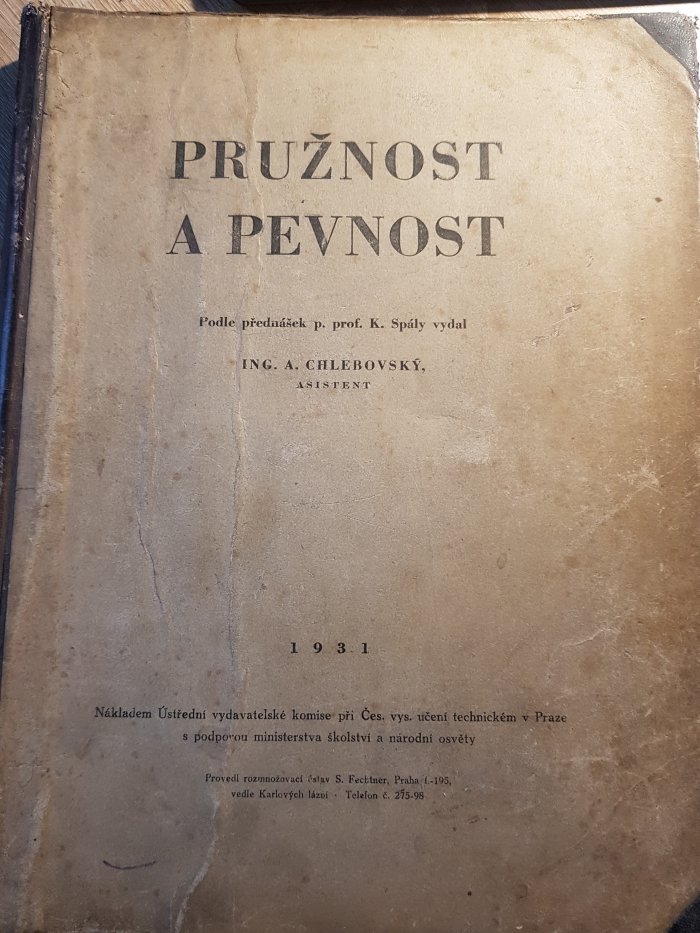 PRUŽNOST
A PEVNOST
Podle přednášek p. prof. K. Spály vydal
ING. A. CHLEBOVSKÝ,
ASISTENT
1931
Nákladem Ústřední vydavatelské komise při Čes. vys. učení technickém v Praze
s podporou ministerstva školství a národní osvěty
Provedl rozmnožovací ústav S. Fechtner, Praha I.-195,
vedle Karlových lázní · Telefon č. 275-98